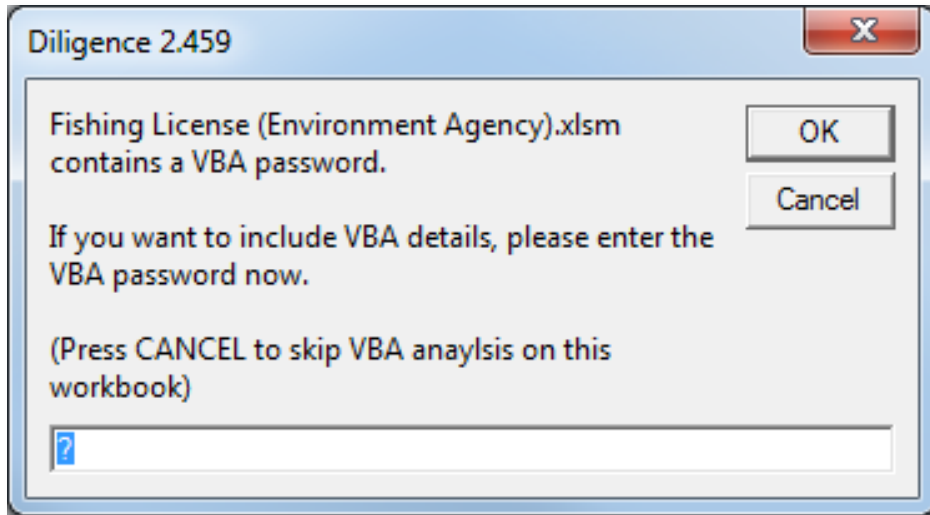 Diligence 2.459
Fishing License (Environment Agency).xlsm
contains a VBA password.
If you want to include VBA details, please enter the
VBA password now.
(Press CANCEL to skip VBA anaylsis on this
workbook)
OK
Cancel
?